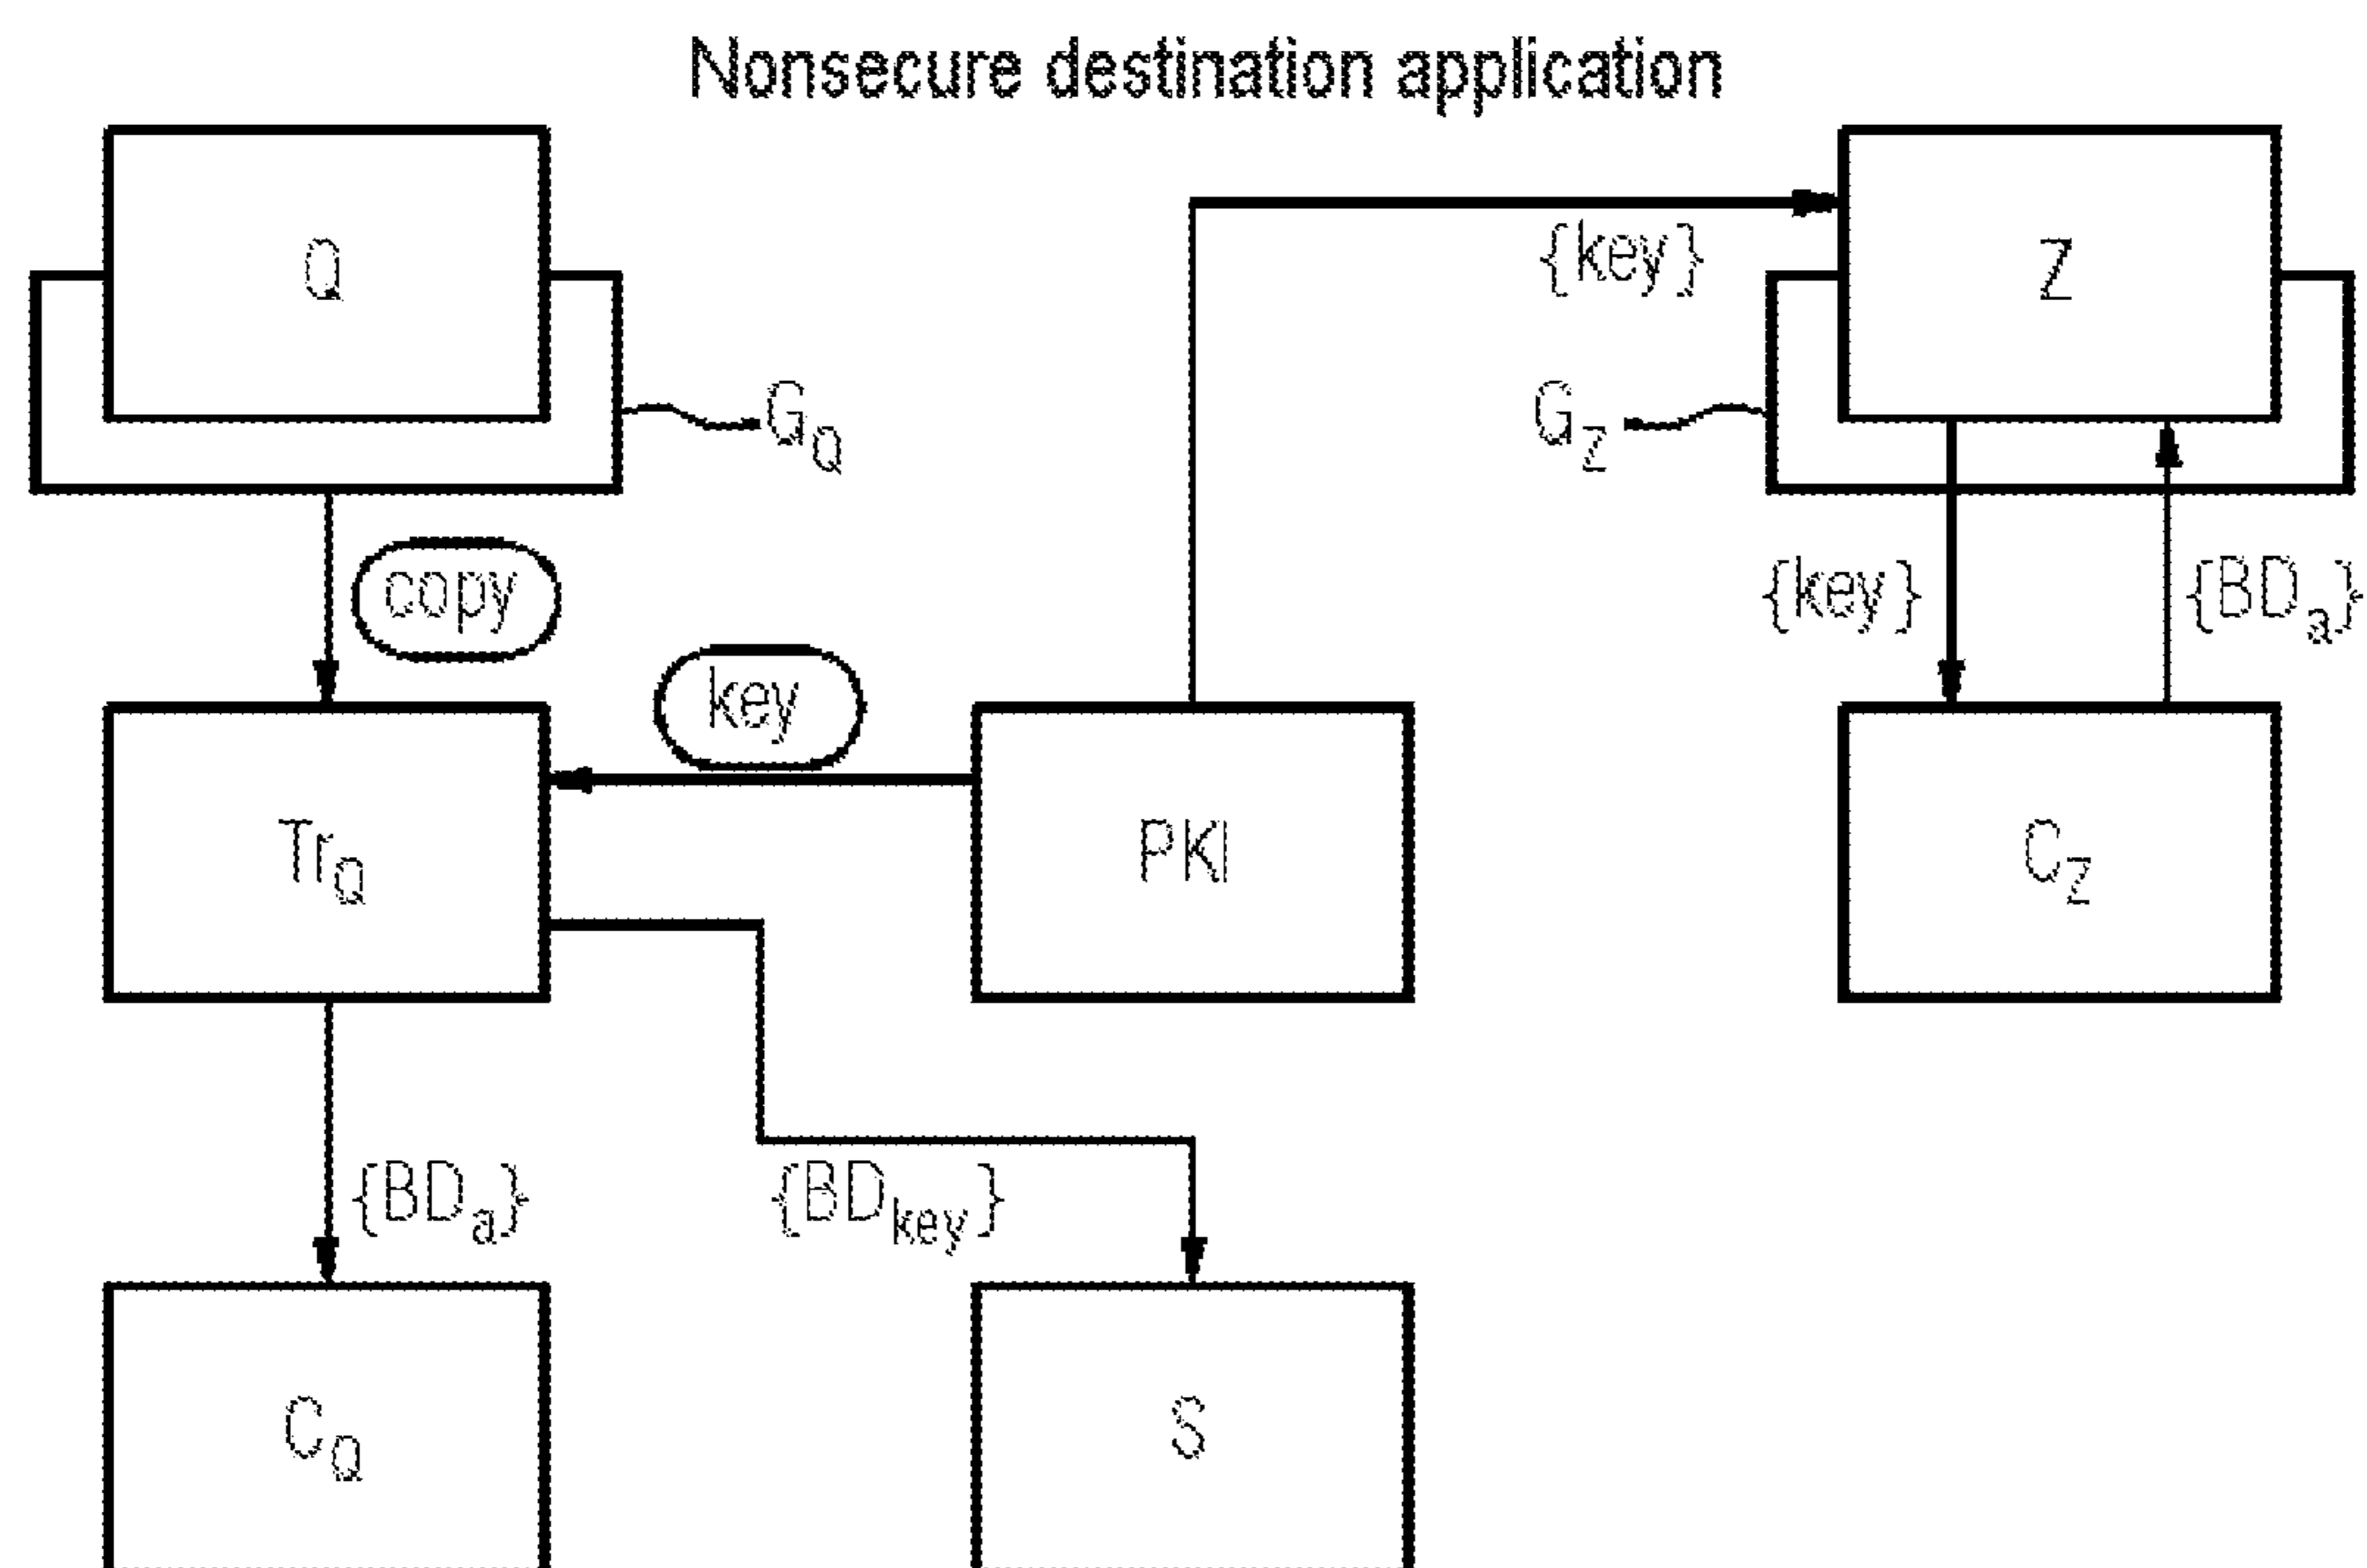 Nonsecure destination application
Q
{key}
Z
G_Q
G_Z
copy
{key}
{BD_a}
key
Tr_Q
PKI
C_Z
{BD_a}
{BD_key}
C_Q
S